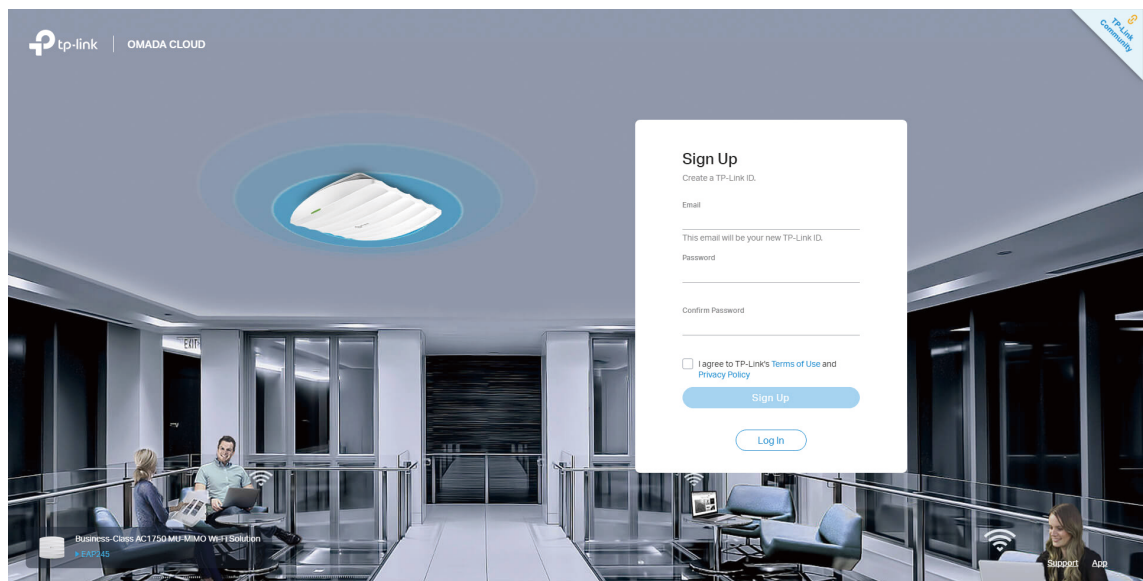 tp-link | OMADA CLOUD
TP-Link
Community
Sign Up
Create a TP-Link ID.
Email
This email will be your new TP-Link ID.
Password
Confirm Password
I agree to TP-Link's Terms of Use and
Privacy Policy
Sign Up
Log In
EXIT
Business-Class AC1750 MU-MIMO Wi-Fi Solution
EAP245
Support App